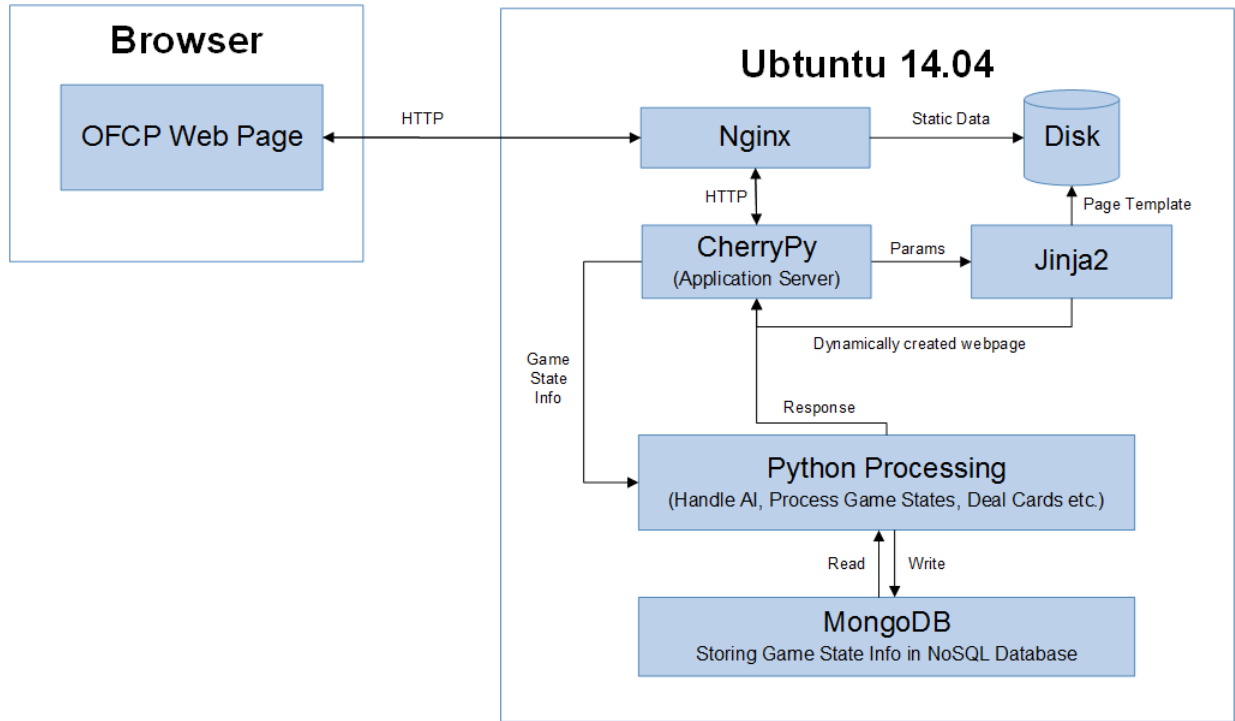 Browser
OFCP Web Page
HTTP
Ubtuntu 14.04
Nginx
Static Data
Disk
HTTP
Page Template
CherryPy
(Application Server)
Params
Jinja2
Dynamically created webpage
Game
State
Info
Response
Python Processing
(Handle AI, Process Game States, Deal Cards etc.)
Read
Write
MongoDB
Storing Game State Info in NoSQL Database